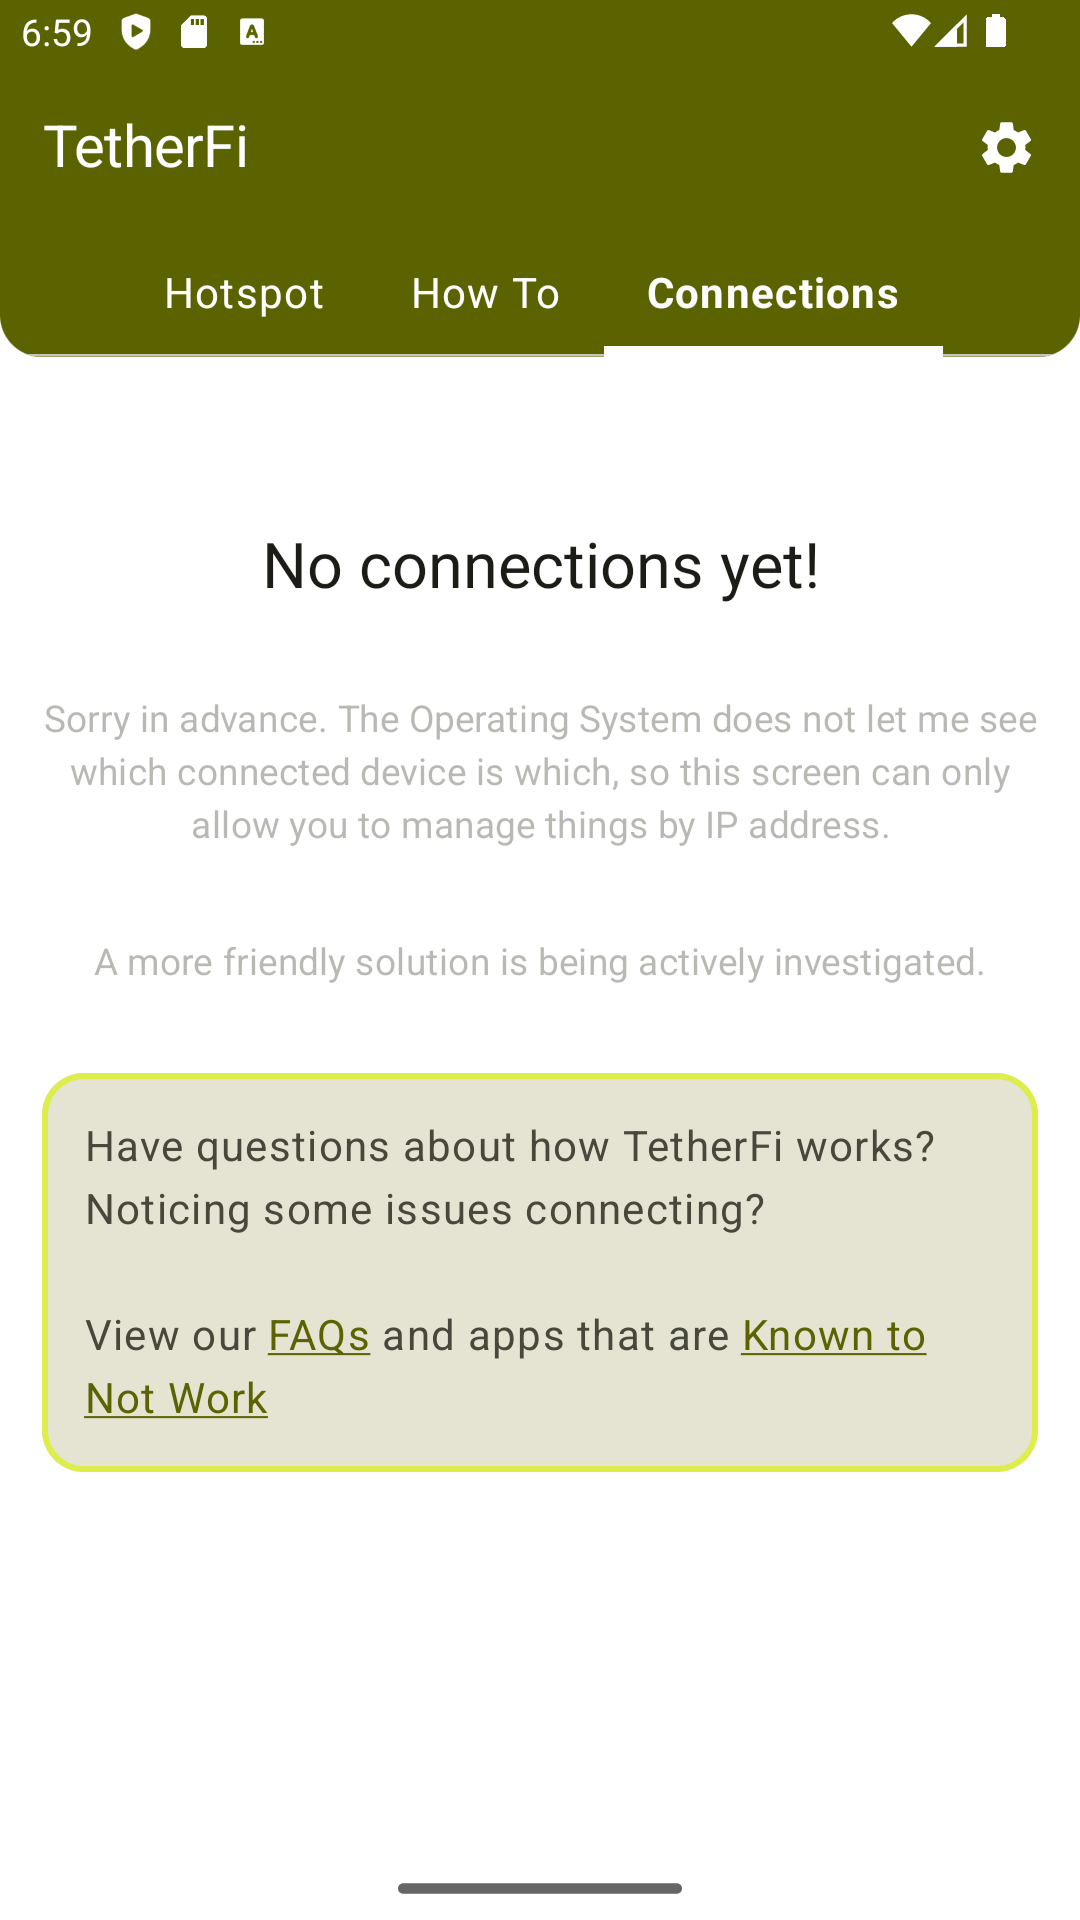 6:59
TetherFi
Hotspot
How To
Connections
No connections yet!
Sorry in advance. The Operating System does not let me see
which connected device is which, so this screen can only
allow you to manage things by IP address.
A more friendly solution is being actively investigated.
Have questions about how TetherFi works?
Noticing some issues connecting?
View our FAQs and apps that are Known to
Not Work